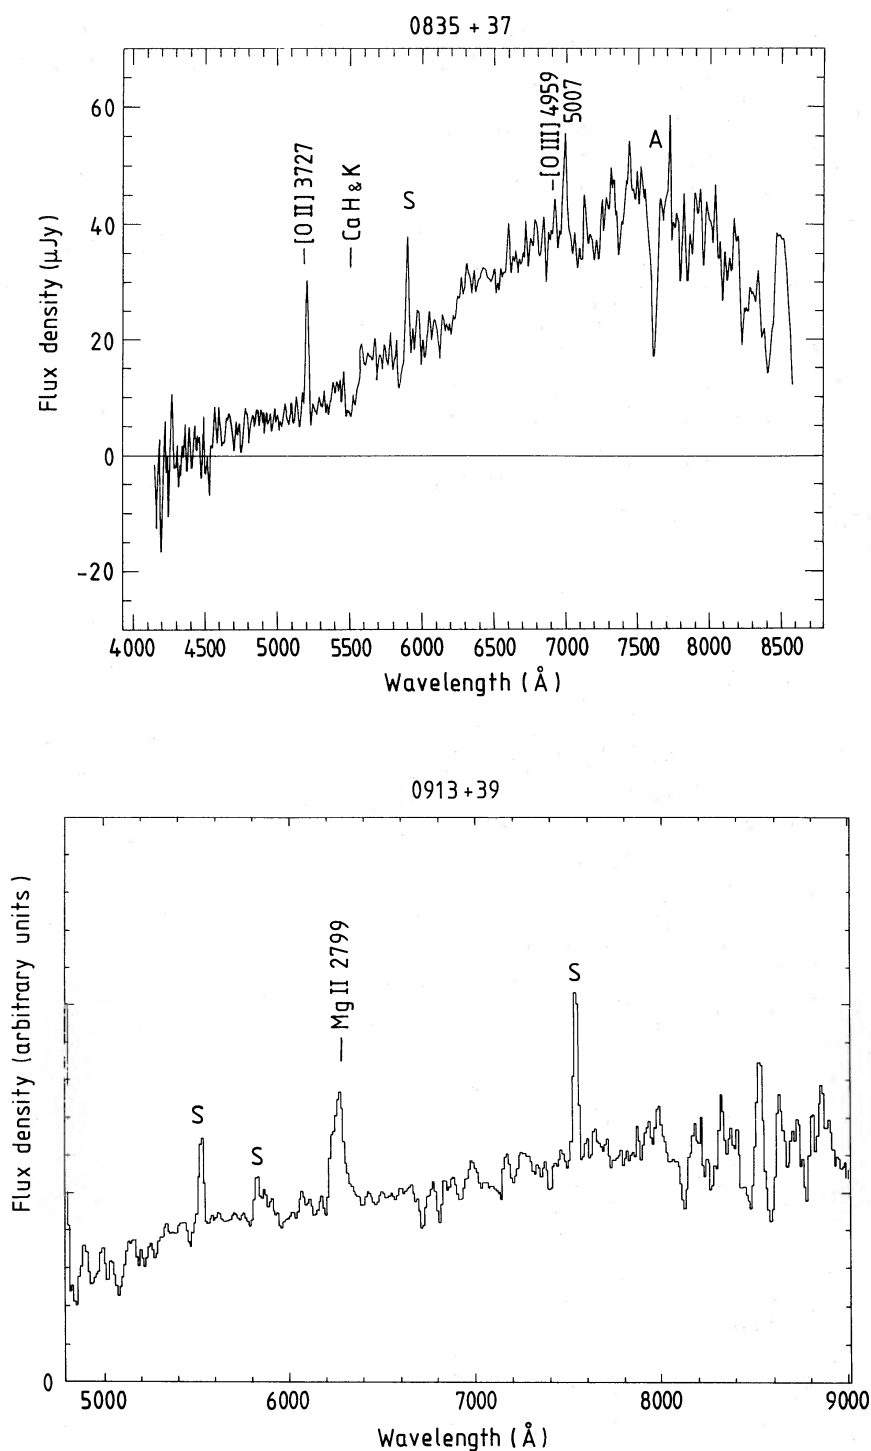 0835 + 37
60
40
20
0
-20
Flux density (μJy)
[O II] 3727
Ca H & K
S
[O III] 4959
5007
A
4000 4500 5000 5500 6000 6500 7000 7500 8000 8500
Wavelength (Å)
0913 + 39
Flux density (arbitrary units)
S
S
Mg II 2799
S
0
5000 6000 7000 8000 9000
Wavelength (Å)